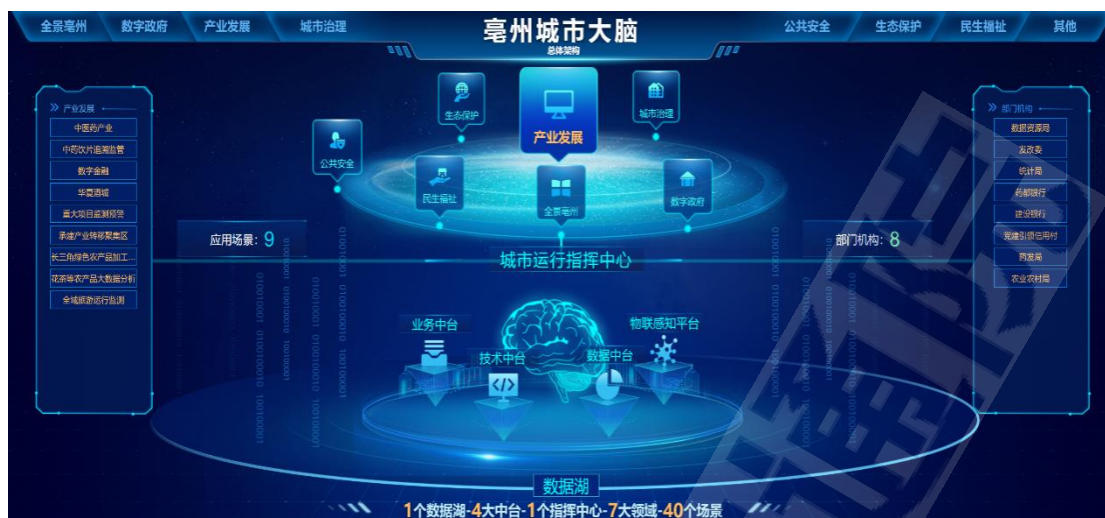 全景亳州 数字政府 产业发展 城市治理 亳州城市大脑 公共安全 生态保护 民生福祉 其他
总体架构
生态保护
产业发展
城市治理
公共安全
民生福祉
全景亳州
数字政府
产业发展
中医药产业
中药饮片追溯监管
数字金融
华夏酒城
重大项目监测预警
承接产业转移聚集区
长三角绿色农产品加工...
花茶等农产品大数据分析
全域旅游运行监测
应用场景：9
部门机构：8
部门机构
数据资源局
发改委
统计局
药都银行
建设银行
党建引领信用村
药发局
农业农村局
城市运行指挥中心
业务中台
物联感知平台
技术中台
数据中台
数据湖
1个数据湖-4大中台-1个指挥中心-7大领域-40个场景